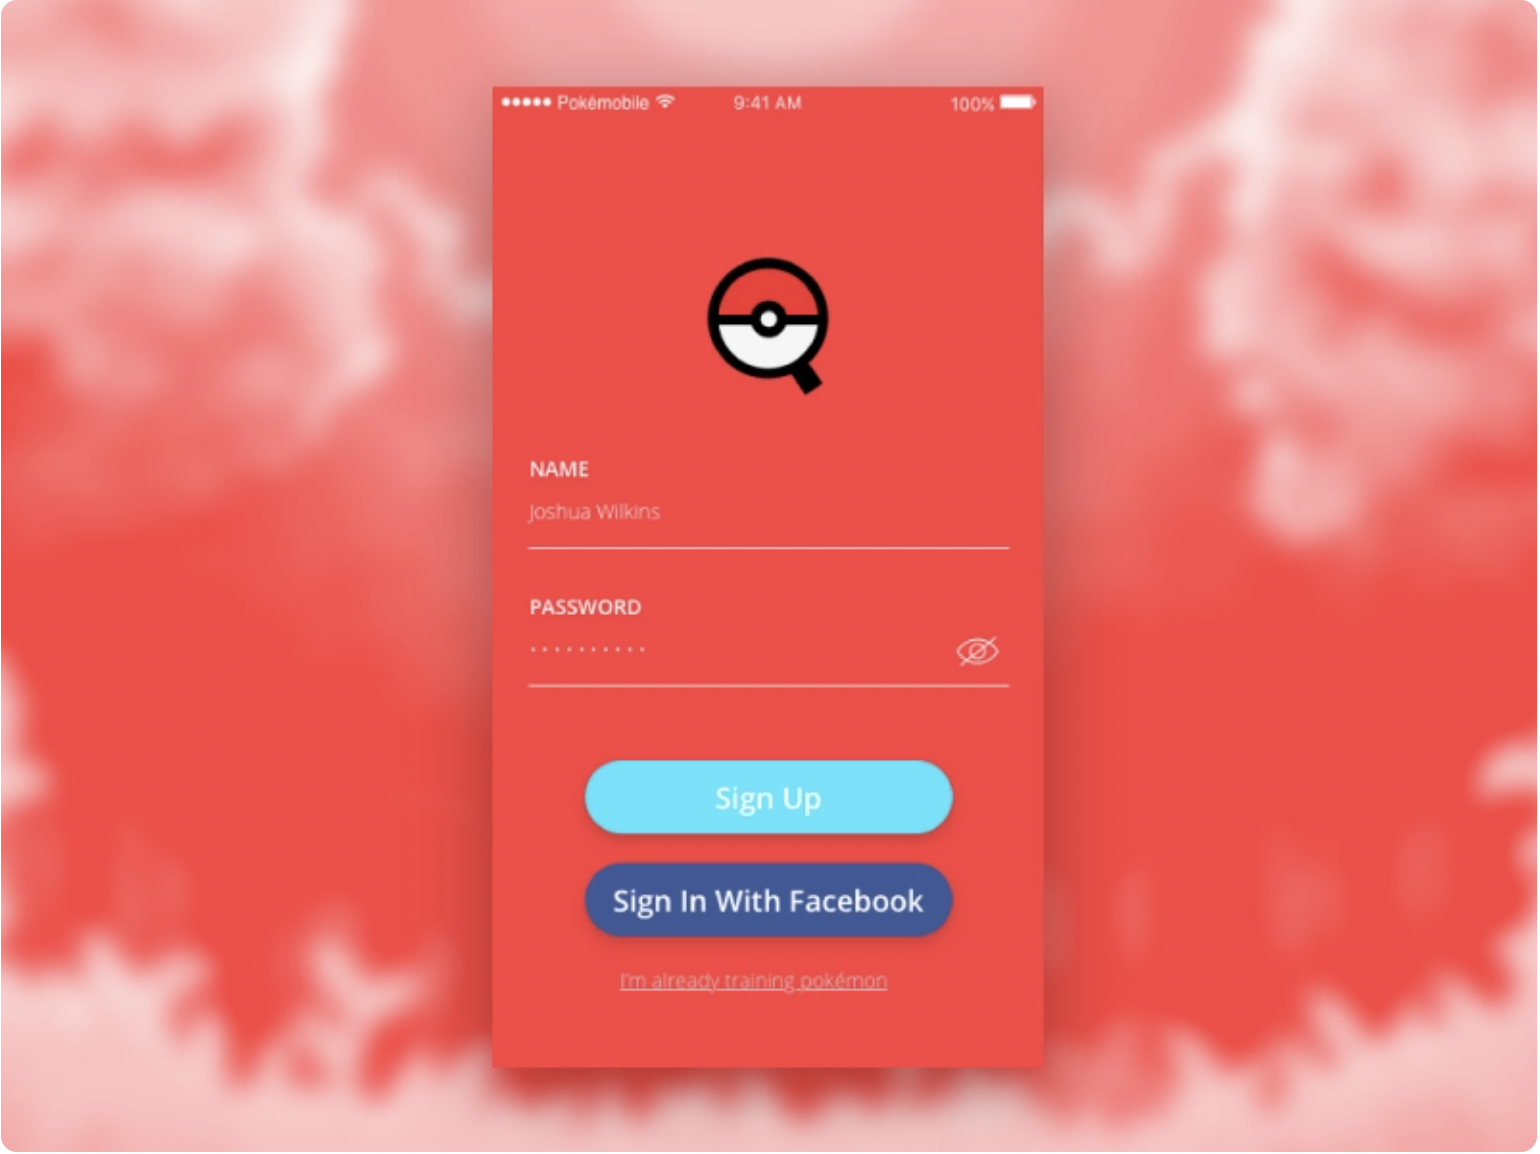 Pokémobile 9:41 AM 100%
NAME
Joshua Wilkins
PASSWORD
Sign Up
Sign In With Facebook
I'm already training pokémon